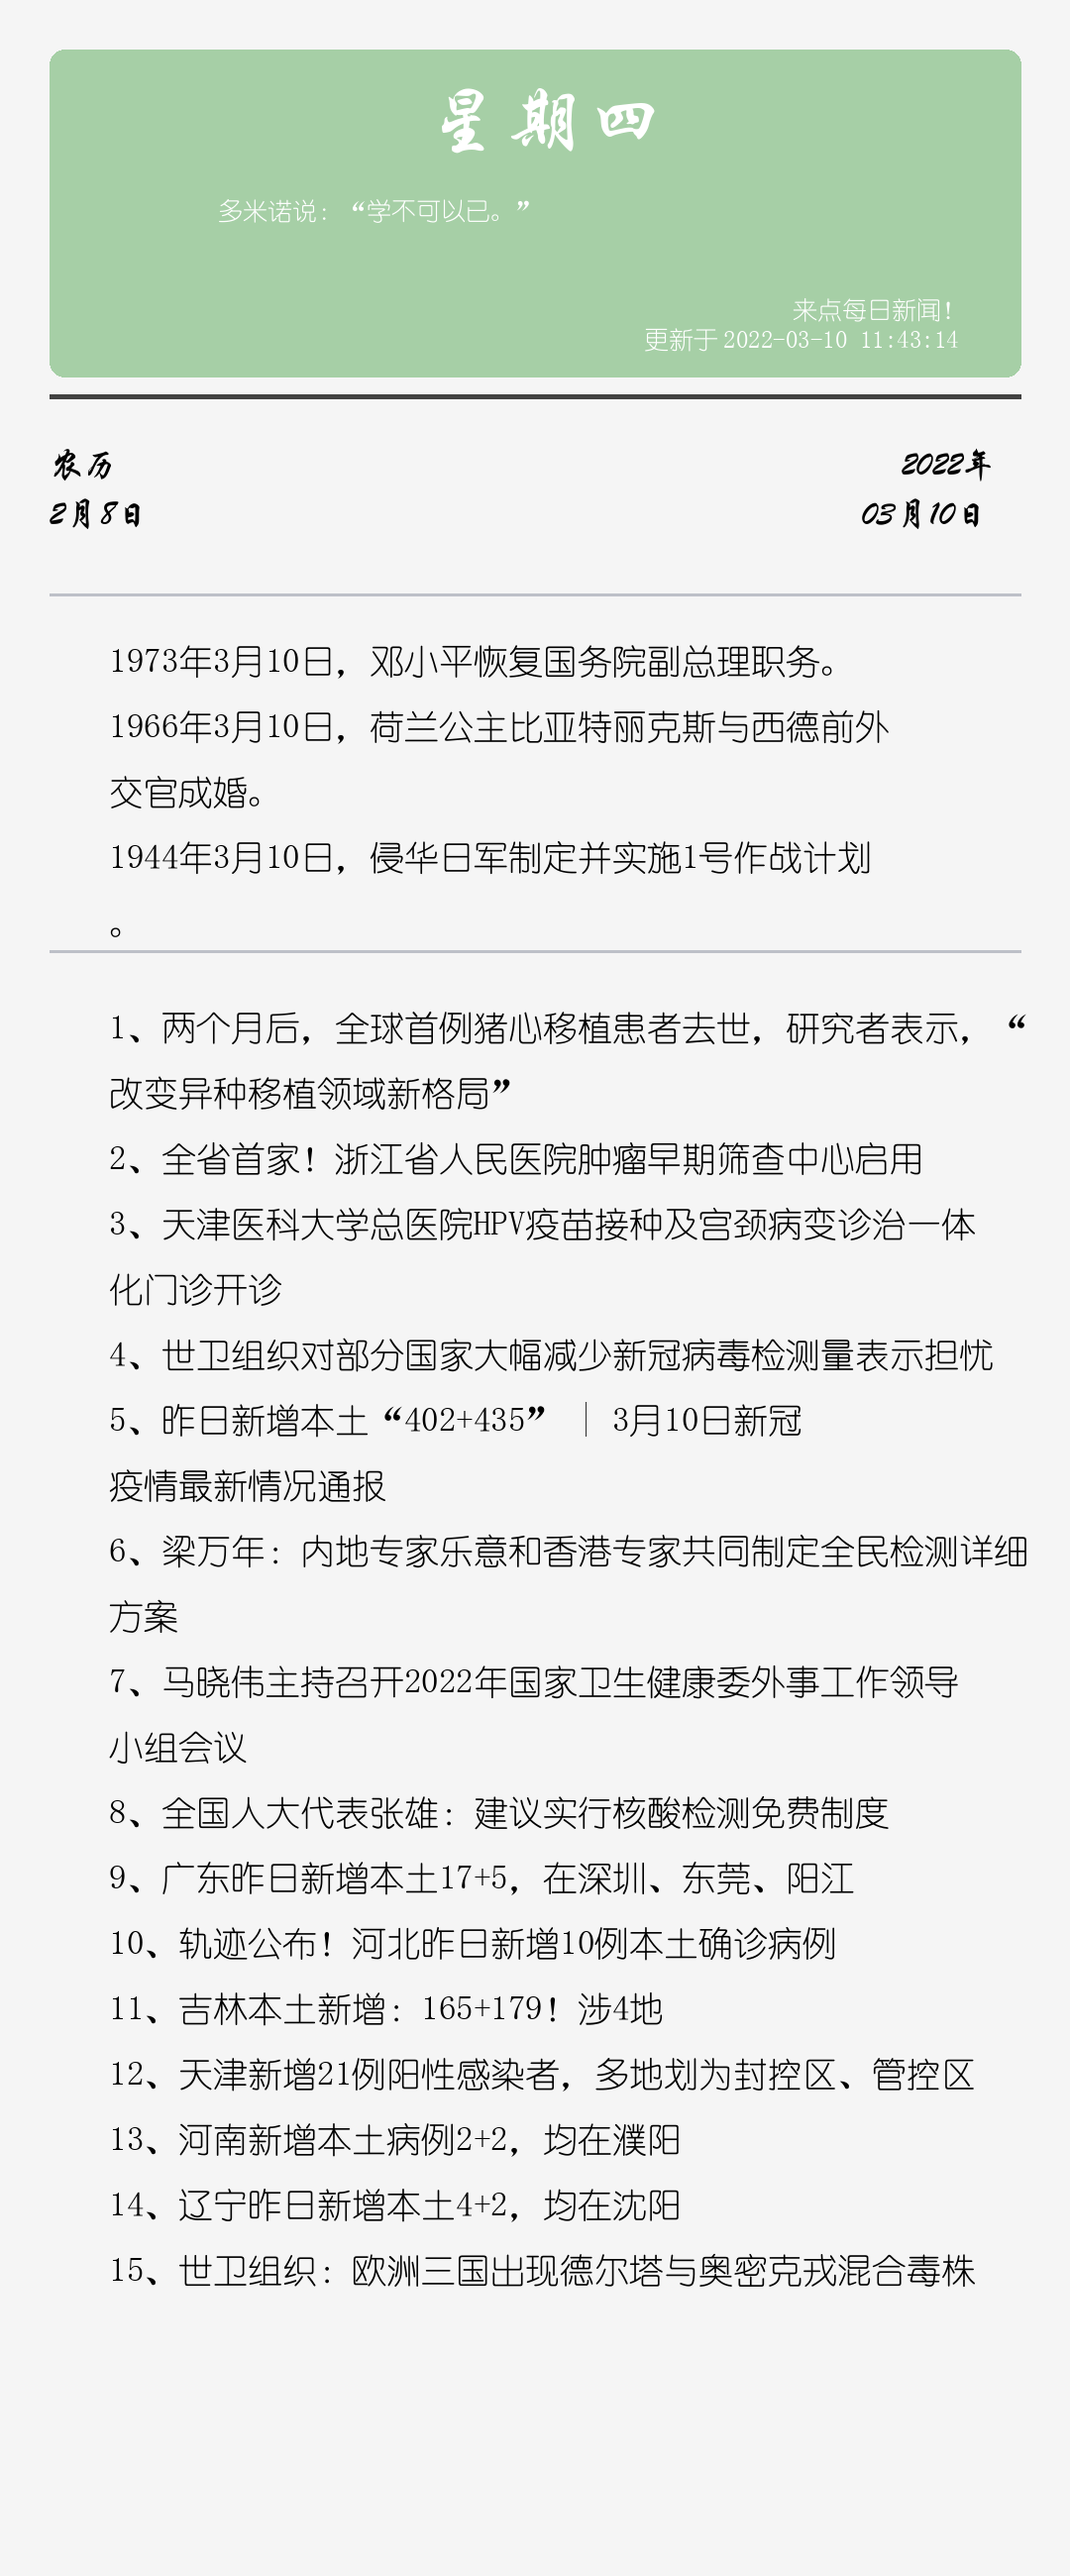 星期四
多米诺说：“学不可以已。”
来点每日新闻！
更新于 2022-03-10 11:43:14
农历
2022年
2月8日
03月10日
1973年3月10日，邓小平恢复国务院副总理职务。
1966年3月10日，荷兰公主比亚特丽克斯与西德前外
交官成婚。
1944年3月10日，侵华日军制定并实施1号作战计划
。
1、两个月后，全球首例猪心移植患者去世，研究者表示，“
改变异种移植领域新格局”
2、全省首家！浙江省人民医院肿瘤早期筛查中心启用
3、天津医科大学总医院HPV疫苗接种及宫颈病变诊治一体
化门诊开诊
4、世卫组织对部分国家大幅减少新冠病毒检测量表示担忧
5、昨日新增本土“402+435”｜3月10日新冠
疫情最新情况通报
6、梁万年：内地专家乐意和香港专家共同制定全民检测详细
方案
7、马晓伟主持召开2022年国家卫生健康委外事工作领导
小组会议
8、全国人大代表张雄：建议实行核酸检测免费制度
9、广东昨日新增本土17+5，在深圳、东莞、阳江
10、轨迹公布！河北昨日新增10例本土确诊病例
11、吉林本土新增：165+179！涉4地
12、天津新增21例阳性感染者，多地划为封控区、管控区
13、河南新增本土病例2+2，均在濮阳
14、辽宁昨日新增本土4+2，均在沈阳
15、世卫组织：欧洲三国出现德尔塔与奥密克戎混合毒株